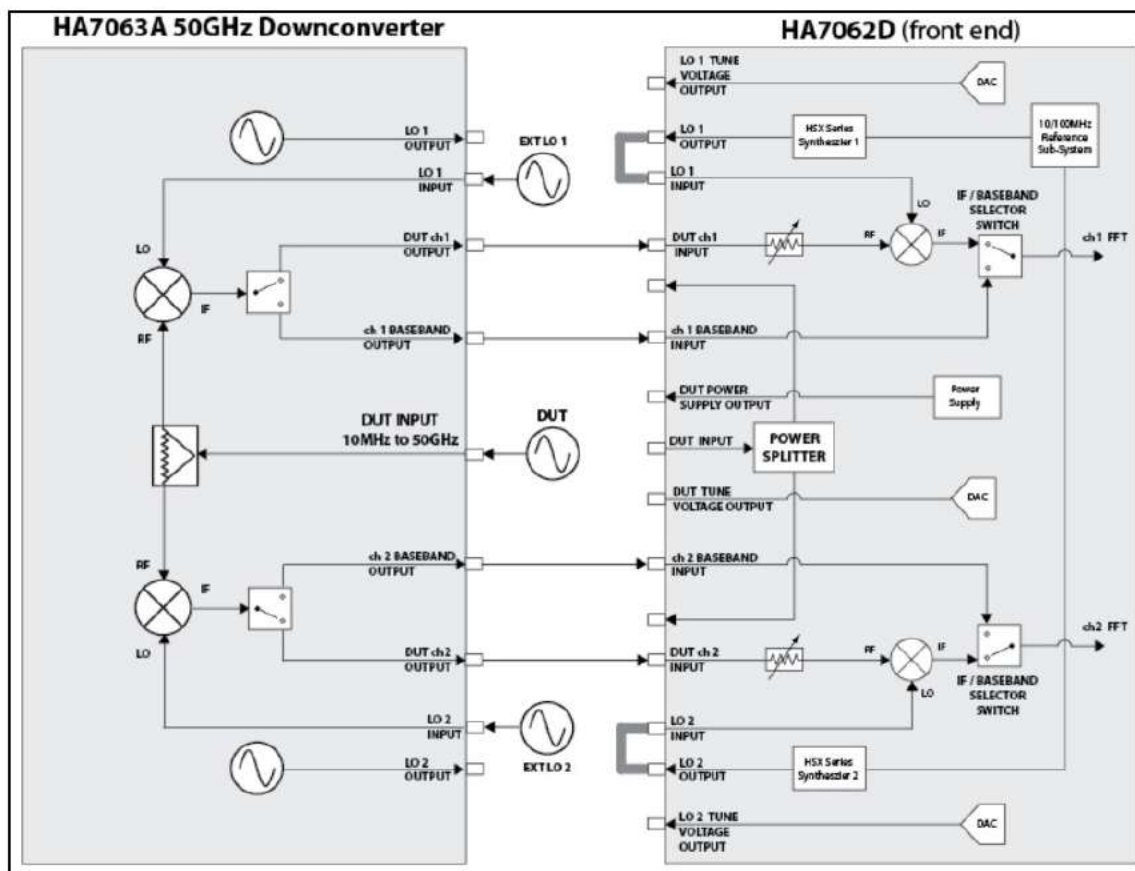 HA7063A 50GHz Downconverter
LO 1
OUTPUT
EXT LO 1
LO 1
INPUT
LO
DUT ch1
OUTPUT
IF
RF
ch 1 BASEBAND
OUTPUT
DUT INPUT
10MHz to 50GHz
DUT
RF
ch 2 BASEBAND
OUTPUT
IF
LO
DUT ch2
OUTPUT
LO 2
INPUT
EXT LO 2
LO 2
OUTPUT
HA7062D (front end)
LO 1 TUNE
VOLTAGE
OUTPUT
DAC
LO 1
OUTPUT
HSX Series
Syntheszier 1
10/100MHz
Reference
Sub-System
LO 1
INPUT
LO
IF / BASEBAND
SELECTOR
SWITCH
DUT ch1
INPUT
RF
IF
ch1 FFT
ch 1 BASEBAND
INPUT
DUT POWER
SUPPLY OUTPUT
Power
Supply
DUT INPUT
POWER
SPLITTER
DUT TUNE
VOLTAGE OUTPUT
DAC
ch 2 BASEBAND
INPUT
ch2 FFT
DUT ch 2
INPUT
RF
IF
LO
IF / BASEBAND
SELECTOR
SWITCH
LO 2
INPUT
LO 2
OUTPUT
HSX Series
Syntheszier 2
LO 2 TUNE
VOLTAGE
OUTPUT
DAC